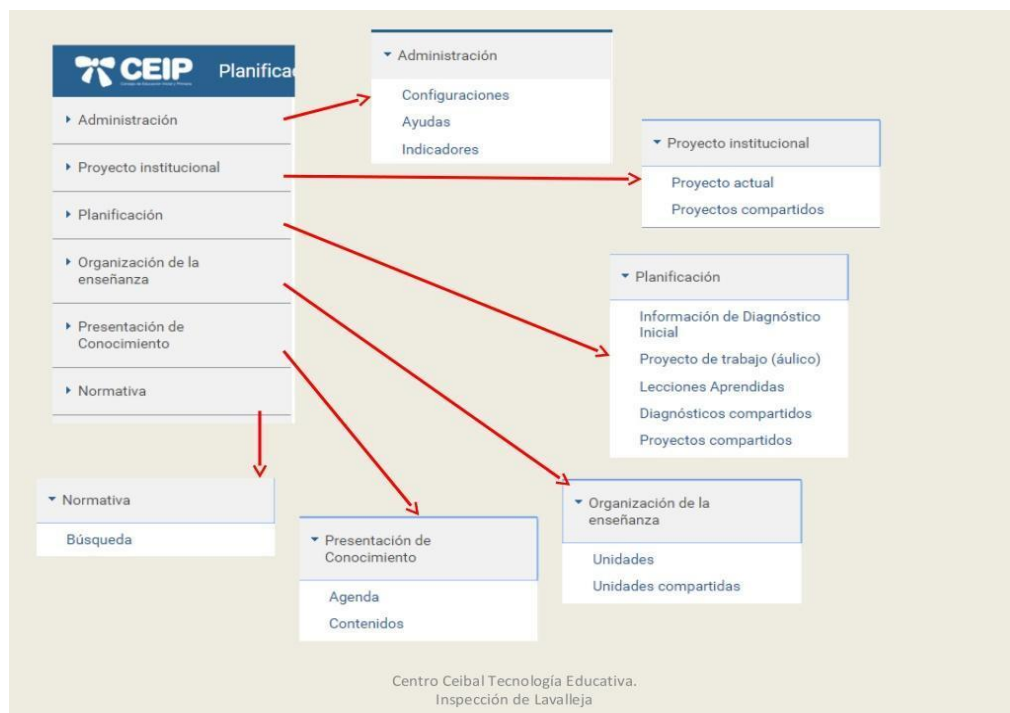 CEIP
Planifica
Administración
Proyecto institucional
Planificación
Organización de la
enseñanza
Presentación de
Conocimiento
Normativa
Administración
Configuraciones
Ayudas
Indicadores
Proyecto institucional
Proyecto actual
Proyectos compartidos
Planificación
Información de Diagnóstico
Inicial
Proyecto de trabajo (áulico)
Lecciones Aprendidas
Diagnósticos compartidos
Proyectos compartidos
Normativa
Búsqueda
Presentación de
Conocimiento
Agenda
Contenidos
Organización de la
enseñanza
Unidades
Unidades compartidas
Centro Ceibal Tecnología Educativa.
Inspección de Lavalleja